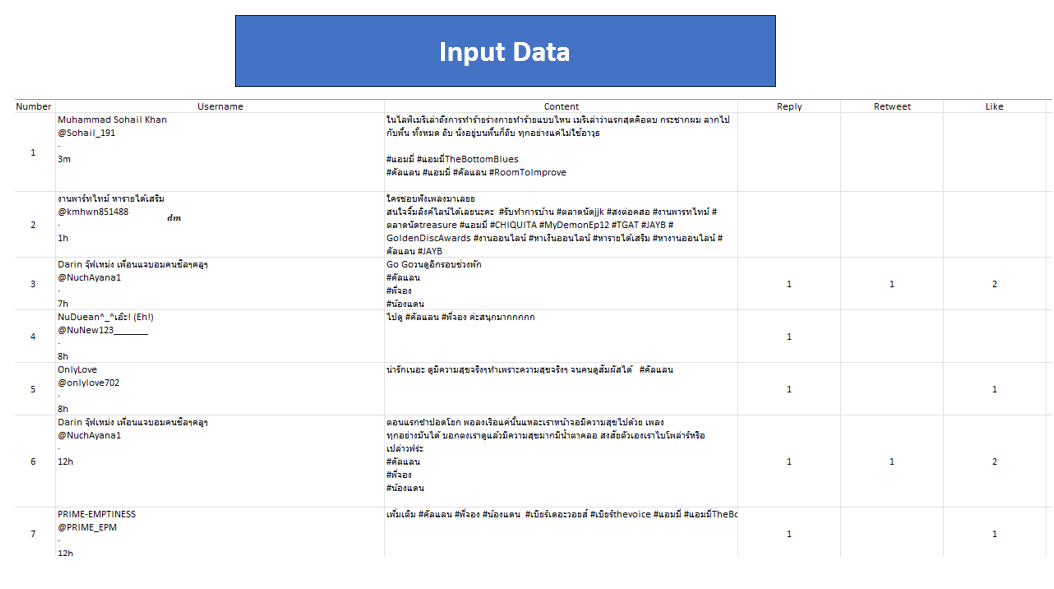 Input Data
Number Username Content Reply Retweet Like
1
Muhammad Sohail Khan
@Sohail_191
·
3m
ในไลฟ์เมรีเล่าถึงการทำร้ายร่างกายทำร้ายแบบไหน เมรีเล่าว่าแรกสุดคือตบ กระชากผม ลากไป
กับพื้น ทั้งหมด ถีบ นั่งอยู่บนพื้นก็ถีบ ทุกอย่างแค่ไม่ใช้อาวุธ
#แอมมี่ #แอมมี่TheBottomBlues
#คัลแลน #แอมมี่ #คัลแลน #RoomToImprove
2
งานพาร์ทไทม์ หารายได้เสริม
@kmhwn851488
dm
·
1h
ใครชอบฟังเพลงมาเลยย
สนใจจิ้มลิงค์ไลน์ได้เลยนะคะ #รับทำการบ้าน #ตลาดนัดjjk #ส่งต่อคสอ #งานพาร์ทไทม์ #
ตลาดนัดtreasure #แอมมี่ #CHIQUITA #MyDemonEp12 #TGAT #JAYB #
GoldenDiscAwards #งานออนไลน์ #หาเงินออนไลน์ #หารายได้เสริม #หางานออนไลน์ #
คัลแลน #JAYB
3
Darin จุ๊ฟเหม่ง เพื่อนแจบอมคนชิลๆคลูๆ
@NuchAyana1
·
7h
Go Goวนดูอีกรอบช่วงพัก
#คัลแลน
#พี่จอง
#น้องแดน
1 1 2
4
NuDuean^_^เอ๊ะ! (Eh!)
@NuNew123_______
·
8h
ไปดู #คัลแลน #พี่จอง ค่ะสนุกมากกกกก
1
5
OnlyLove
@onlylove702
·
8h
น่ารักเนอะ ดูมีความสุขจริงๆทำเพราะความสุขจริงๆ จนคนดูสัมผัสได้ #คัลแลน
1 1
6
Darin จุ๊ฟเหม่ง เพื่อนแจบอมคนชิลๆคลูๆ
@NuchAyana1
·
12h
ตอนแรกขำปอดโยก พอลงเรือแค่นั้นแหละเราหน้าจอมีความสุขไปด้วย เพลง
ทุกอย่างมันได้ บอกตงเราดูแล้วมีความสุขมากมีน้ำตาคลอ สงสัยตัวเองเราไบโพล่าร์หรือ
เปล่าวฟร่ะ
#คัลแลน
#พี่จอง
#น้องแดน
1 1 2
7
PRIME-EMPTINESS
@PRIME_EPM
·
12h
เพิ่มเติม #คัลแลน #พี่จอง #น้องแดน #เบียร์เดอะวอยส์ #เบียร์thevoice #แอมมี่ #แอมมี่TheBo
1 1